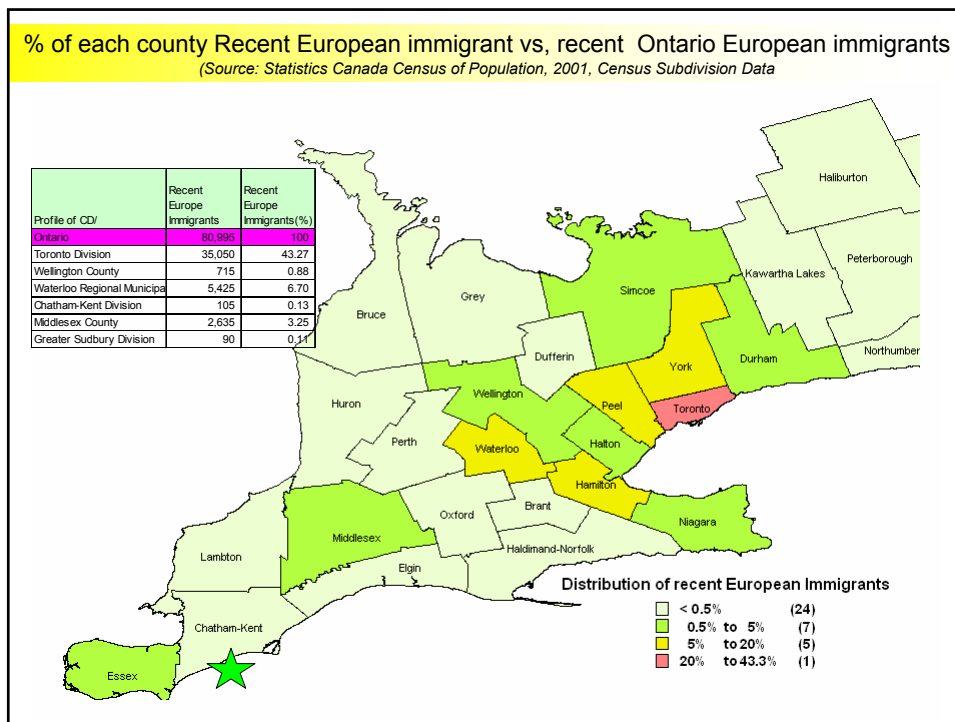 % of each county Recent European immigrant vs, recent Ontario European immigrants
(Source: Statistics Canada Census of Population, 2001, Census Subdivision Data
Profile of CD/ Recent Europe Immigrants Recent Europe Immigrants(%)
Ontario 80,995 100
Toronto Division 35,050 43.27
Wellington County 715 0.88
Waterloo Regional Municipa 5,425 6.70
Chatham-Kent Division 105 0.13
Middlesex County 2,635 3.25
Greater Sudbury Division 90 0.11
Haliburton
Peterborough
Kawartha Lakes
Simcoe
Grey
Bruce
Northumber
Durham
York
Dufferin
Wellington
Peel
Toronto
Huron
Perth
Waterloo
Halton
Hamilton
Brant
Oxford
Niagara
Middlesex
Haldimand-Norfolk
Lambton
Elgin
Chatham-Kent
Essex
Distribution of recent European Immigrants
< 0.5% (24)
0.5% to 5% (7)
5% to 20% (5)
20% to 43.3% (1)